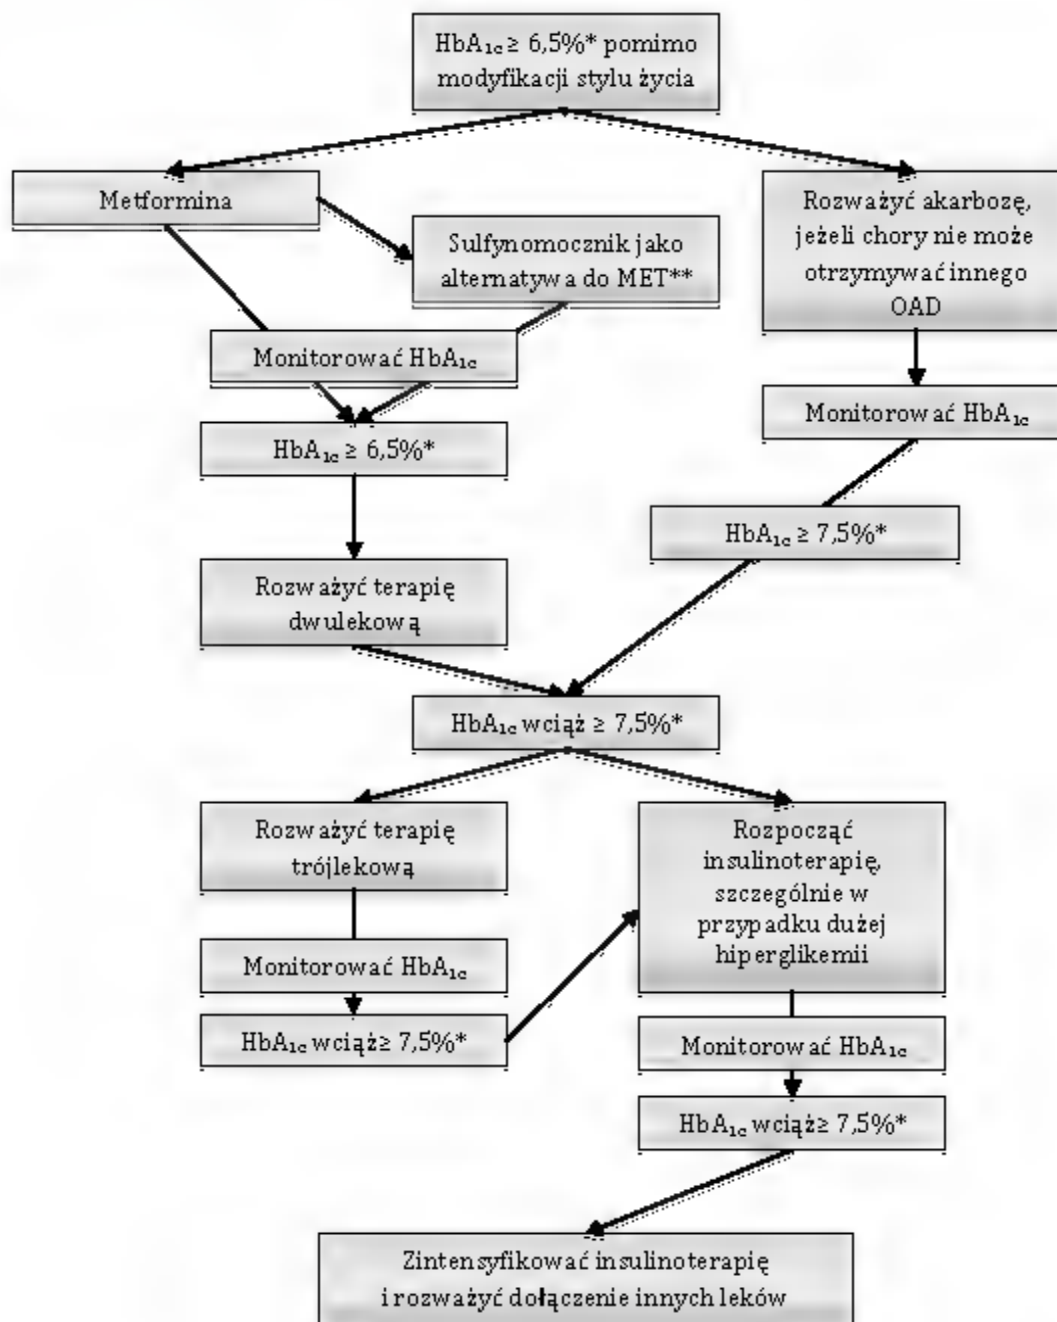 HbA1c ≥ 6,5%* pomimo
modyfikacji stylu życia
Metformina
Sulfynomocznik jako
alternatywa do MET**
Rozważyć akarbozę,
jeżeli chory nie może
otrzymywać innego
OAD
Monitorować HbA1c
Monitorować HbA1c
HbA1c ≥ 6,5%*
HbA1c ≥ 7,5%*
Rozważyć terapię
dwulekową
HbA1c wciąż ≥ 7,5%*
Rozważyć terapię
trójlekową
Rozpocząć
insulinoterapię,
szczególnie w
przypadku dużej
hiperglikemii
Monitorować HbA1c
HbA1c wciąż≥ 7,5%*
Monitorować HbA1c
HbA1c wciąż≥ 7,5%*
Zintensyfikować insulinoterapię
i rozważyć dołączenie innych leków